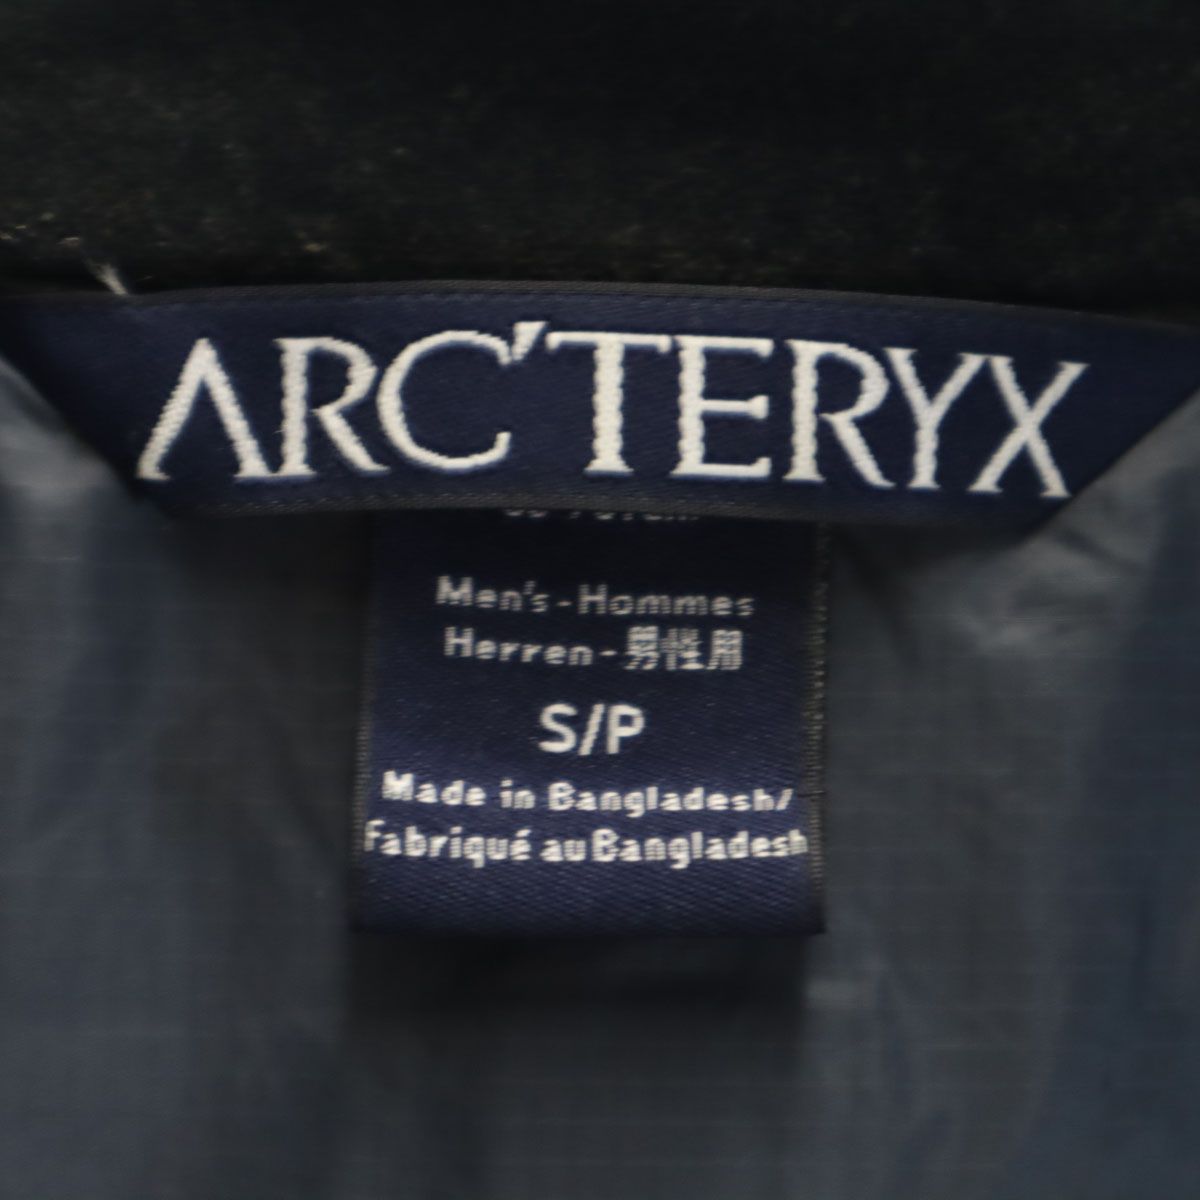 ARC'TERYX
Men's - Hommes
Herren - 男性用
S/P
Made in Bangladesh/
Fabriqué au Bangladesh